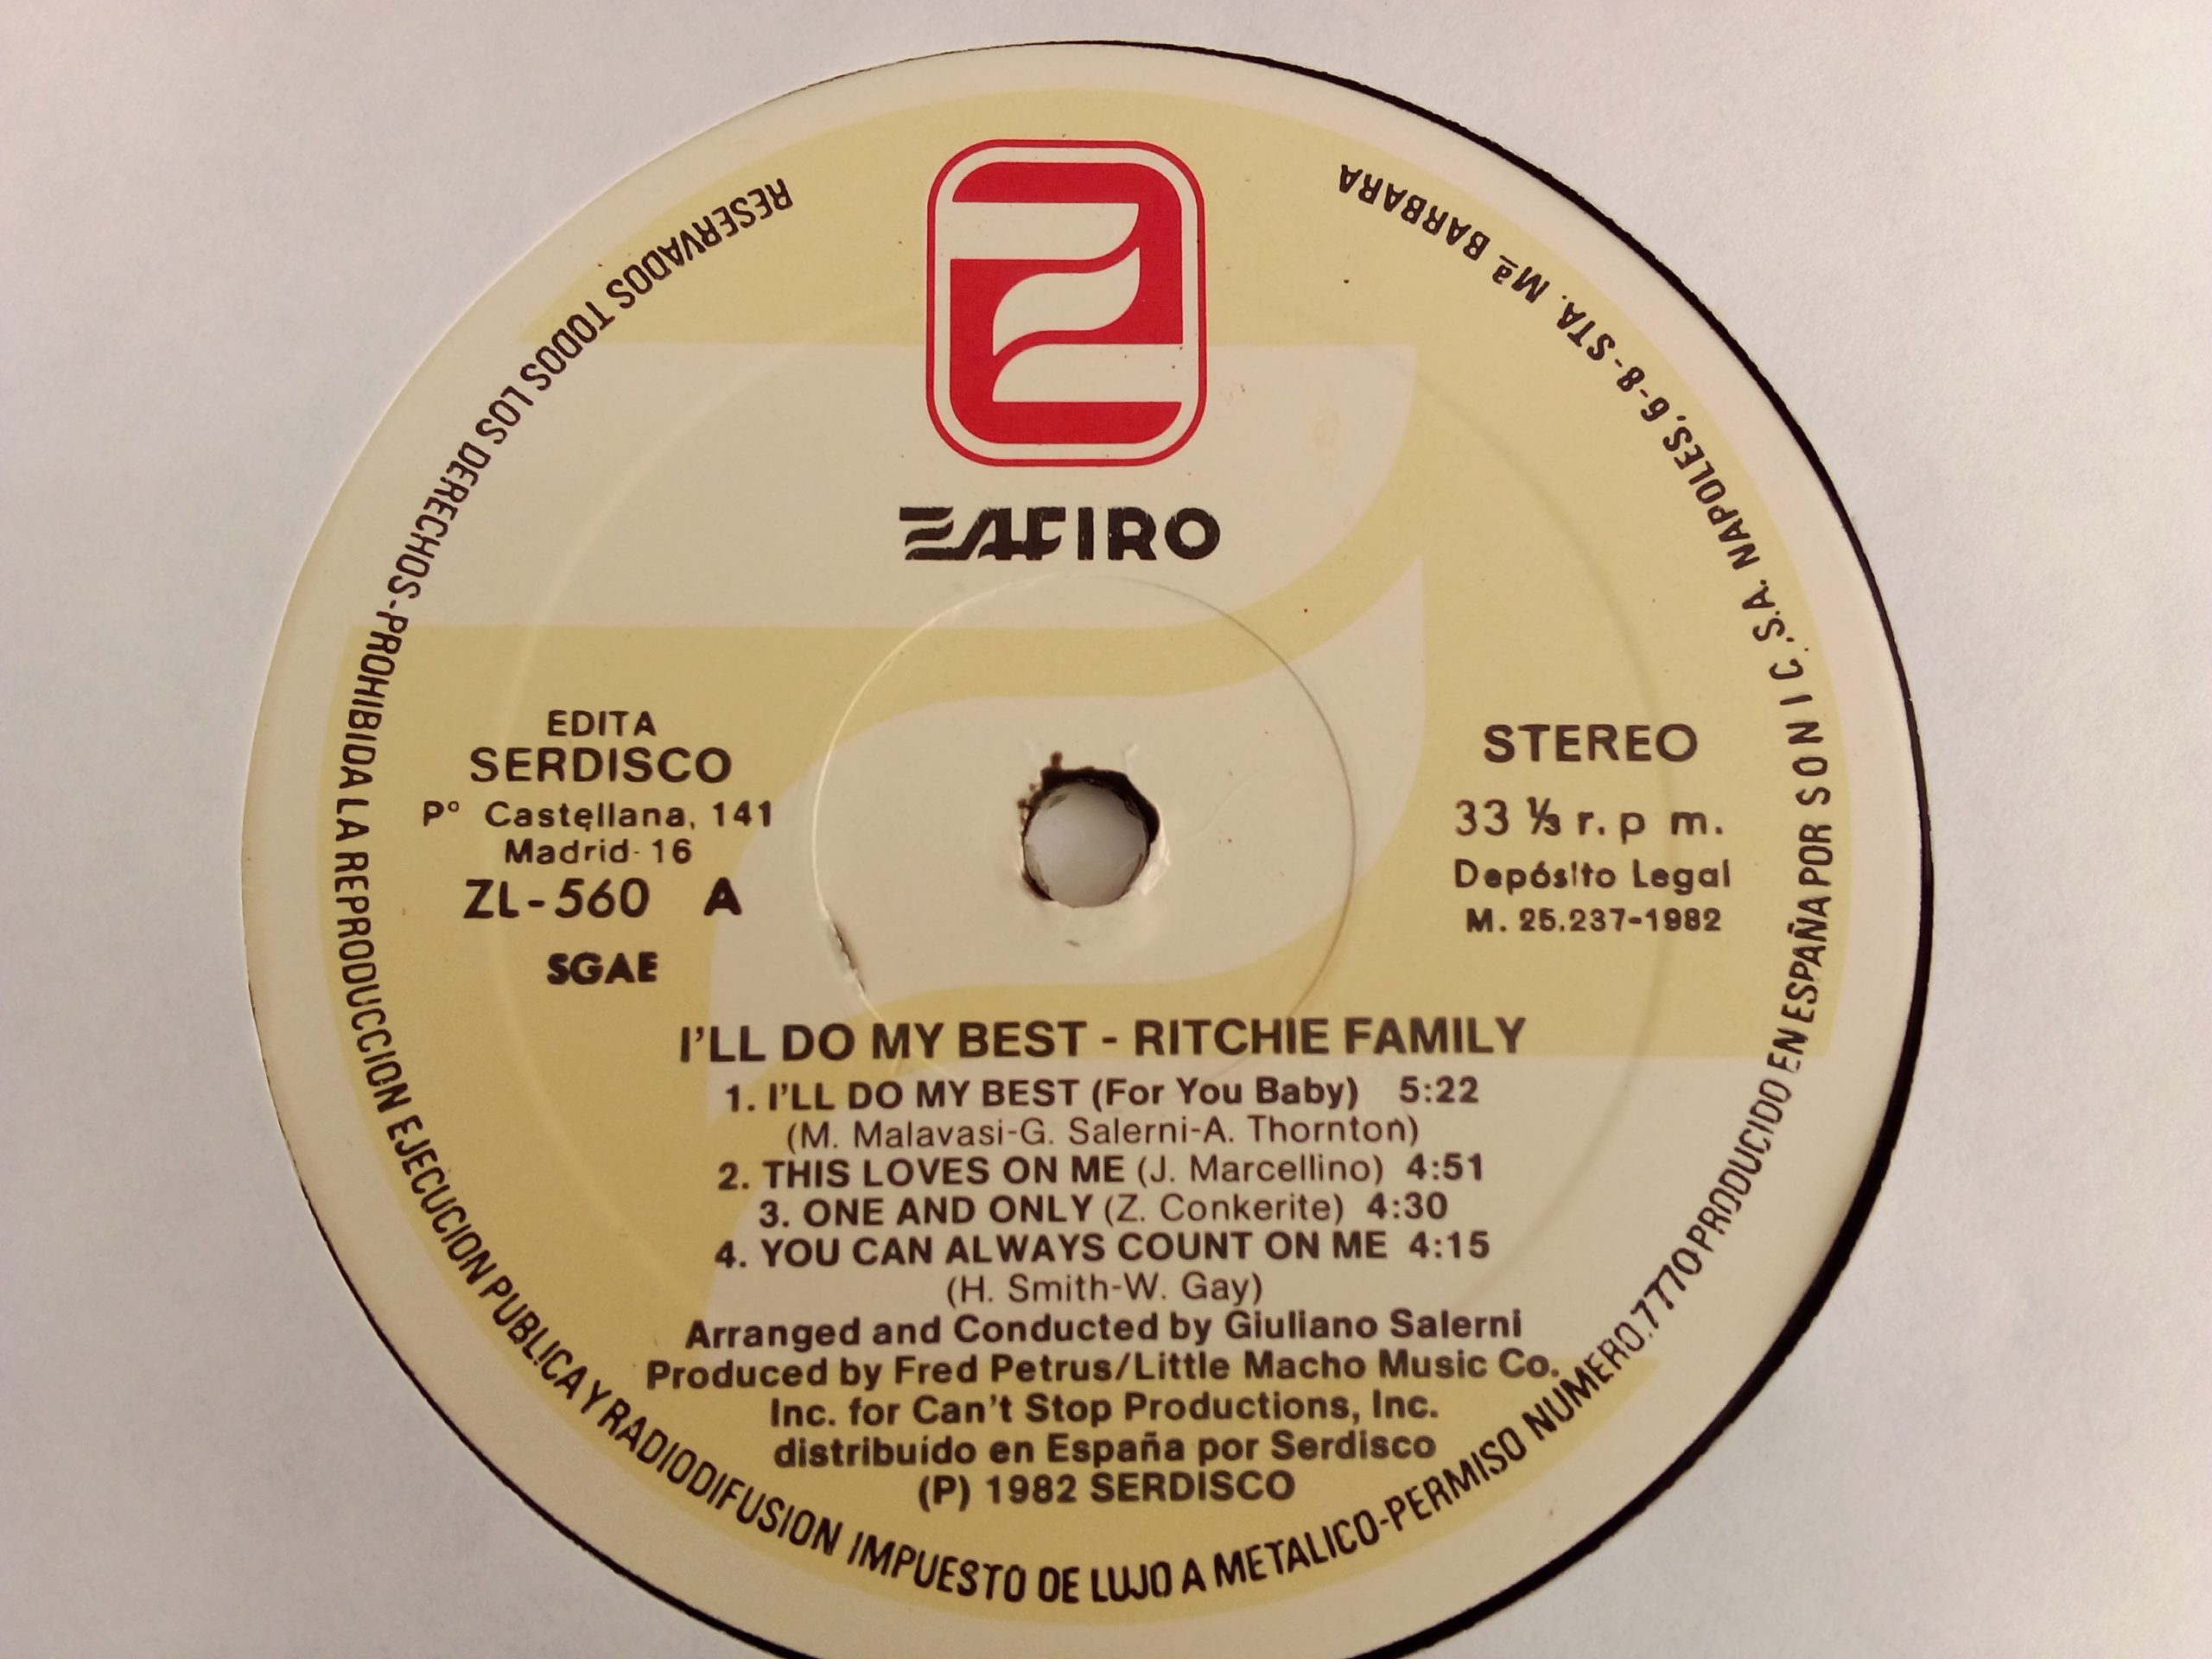 ZAFIRO
EDITA
SERDISCO
Pº Castellana, 141
Madrid-16
ZL-560 A
SGAE
STEREO
33 ⅓ r. p m.
Depósito Legal
M. 25.237-1982
I'LL DO MY BEST - RITCHIE FAMILY
1. I'LL DO MY BEST (For You Baby) 5:22
(M. Malavasi-G. Salerni-A. Thornton)
2. THIS LOVES ON ME (J. Marcellino) 4:51
3. ONE AND ONLY (Z. Conkerite) 4:30
4. YOU CAN ALWAYS COUNT ON ME 4:15
(H. Smith-W. Gay)
Arranged and Conducted by Giuliano Salerni
Produced by Fred Petrus/Little Macho Music Co.
Inc. for Can't Stop Productions, Inc.
distribuído en España por Serdisco
(P) 1982 SERDISCO
RESERVADOS TODOS LOS DERECHOS-PROHIBIDA LA REPRODUCCION EJECUCION PUBLICA Y RADIODIFUSION IMPUESTO DE LUJO A METALICO-PERMISO NUMERO.7770 PRODUCIDO EN ESPAÑA POR SONIC.S.A. NAPOLES, 6-8-STA. Mª BARBARA